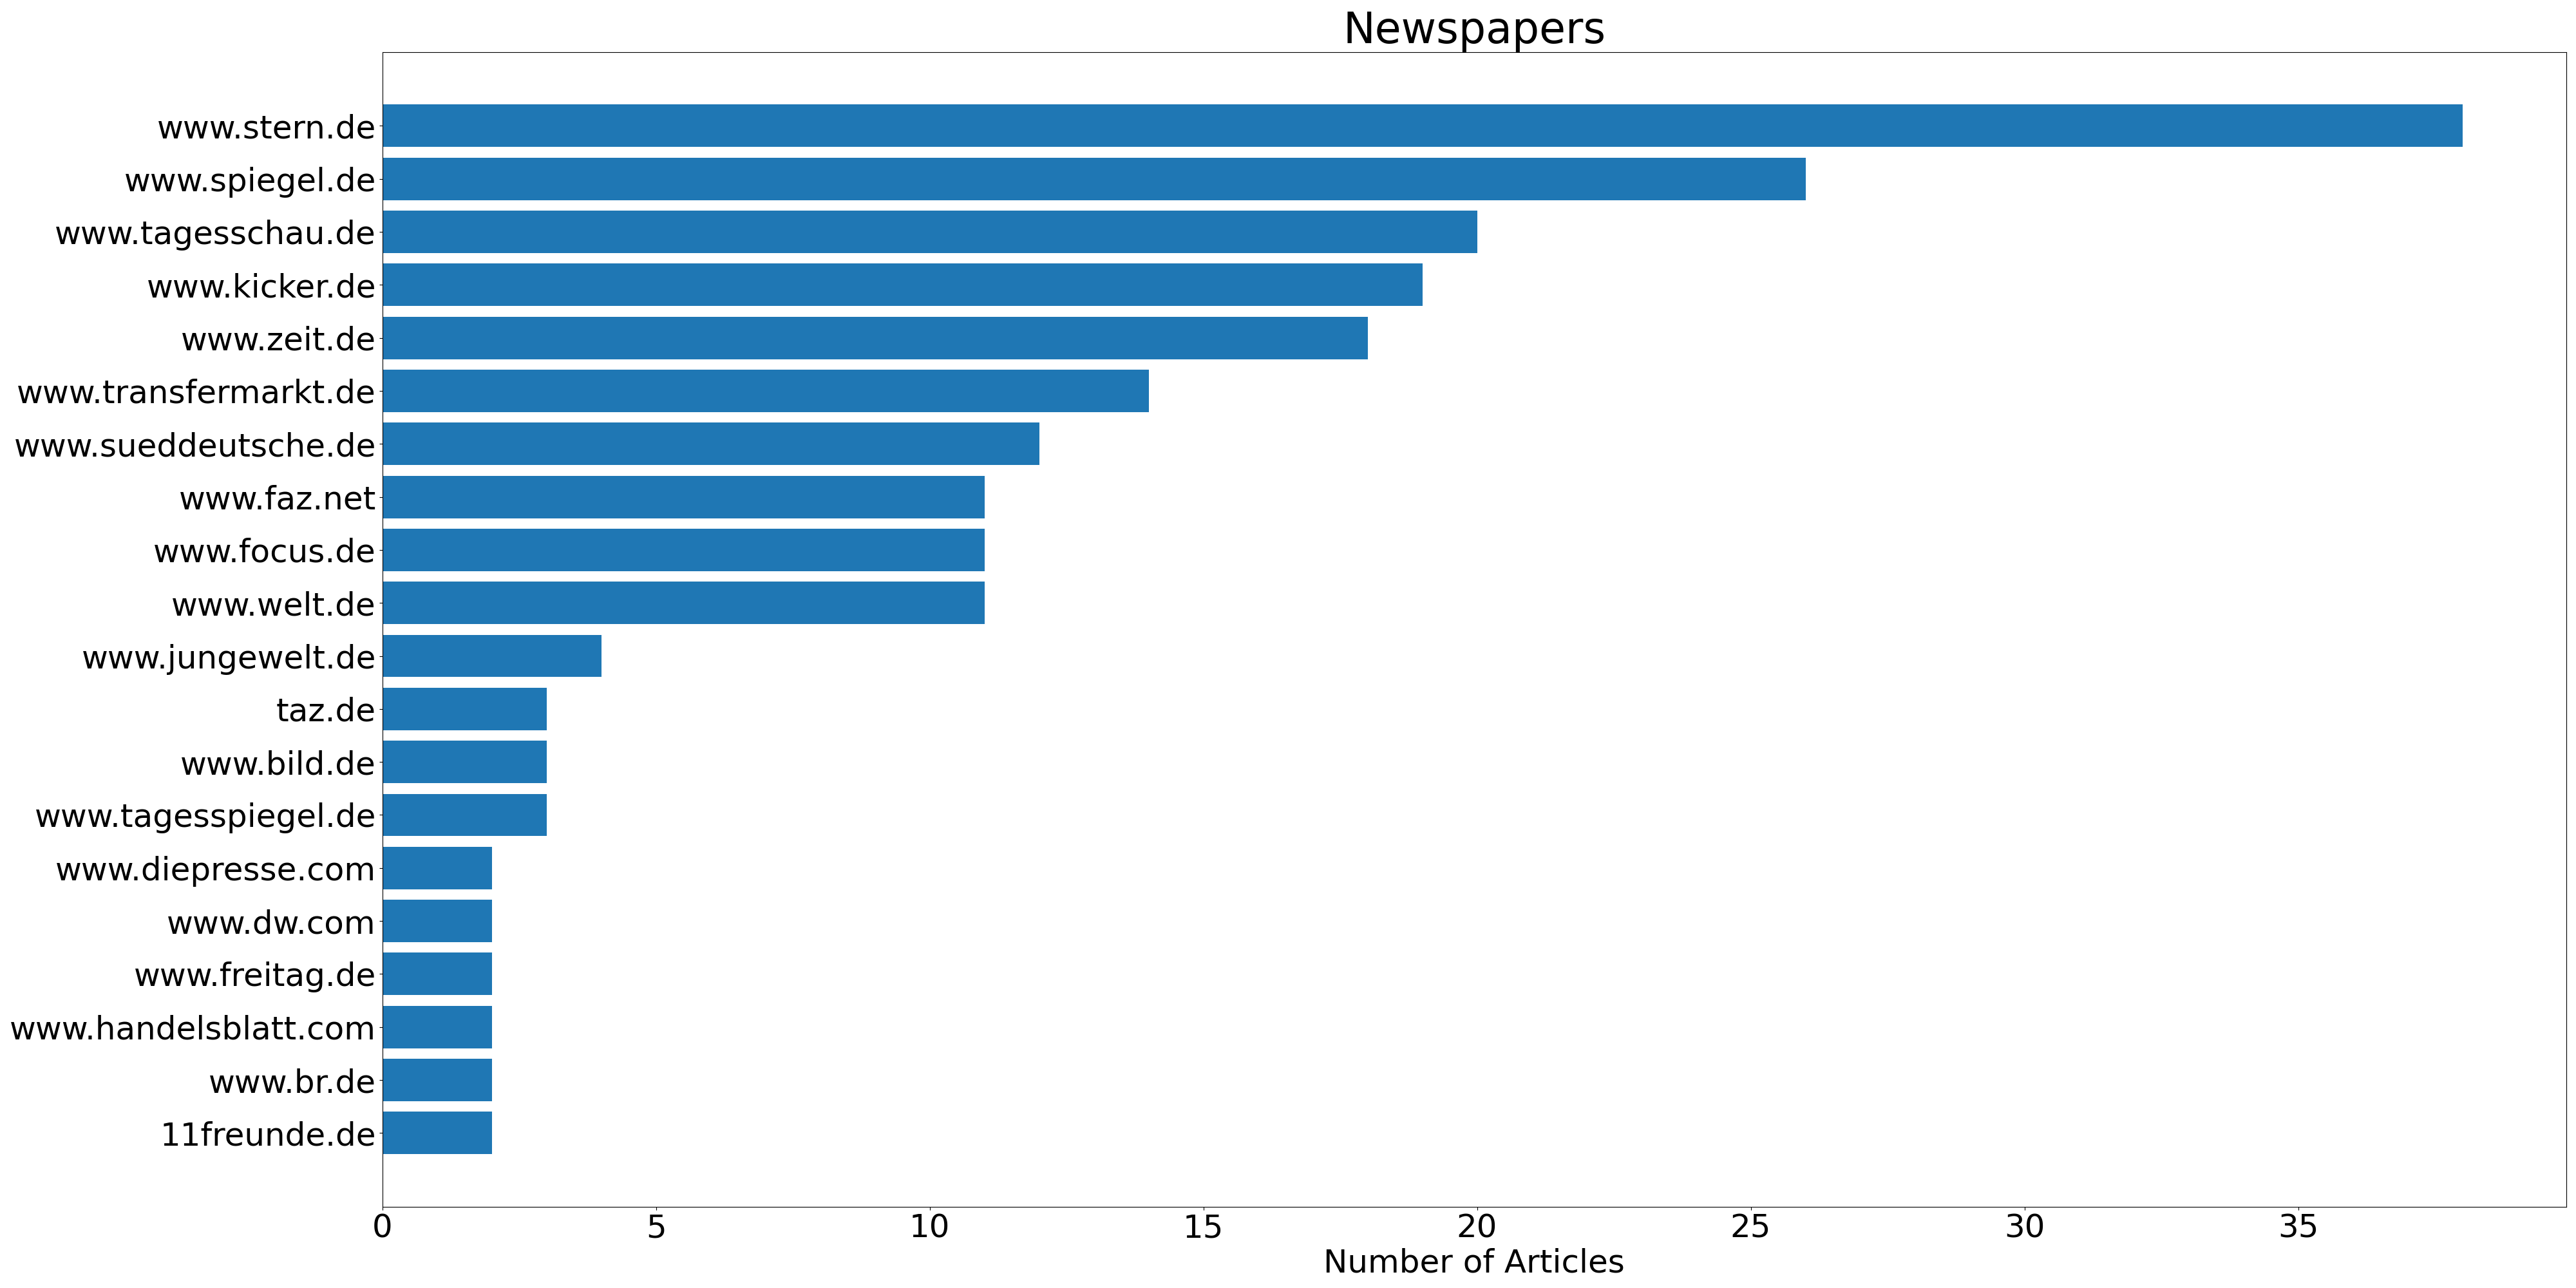 Newspapers
www.stern.de
www.spiegel.de
www.tagesschau.de
www.kicker.de
www.zeit.de
www.transfermarkt.de
www.sueddeutsche.de
www.faz.net
www.focus.de
www.welt.de
www.jungewelt.de
taz.de
www.bild.de
www.tagesspiegel.de
www.diepresse.com
www.dw.com
www.freitag.de
www.handelsblatt.com
www.br.de
11freunde.de
0 5 10 15 20 25 30 35
Number of Articles